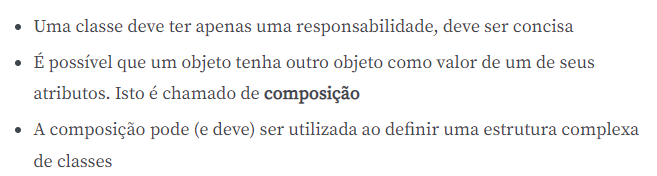 Uma classe deve ter apenas uma responsabilidade, deve ser concisa
É possível que um objeto tenha outro objeto como valor de um de seus
atributos. Isto é chamado de composição
A composição pode (e deve) ser utilizada ao definir uma estrutura complexa
de classes